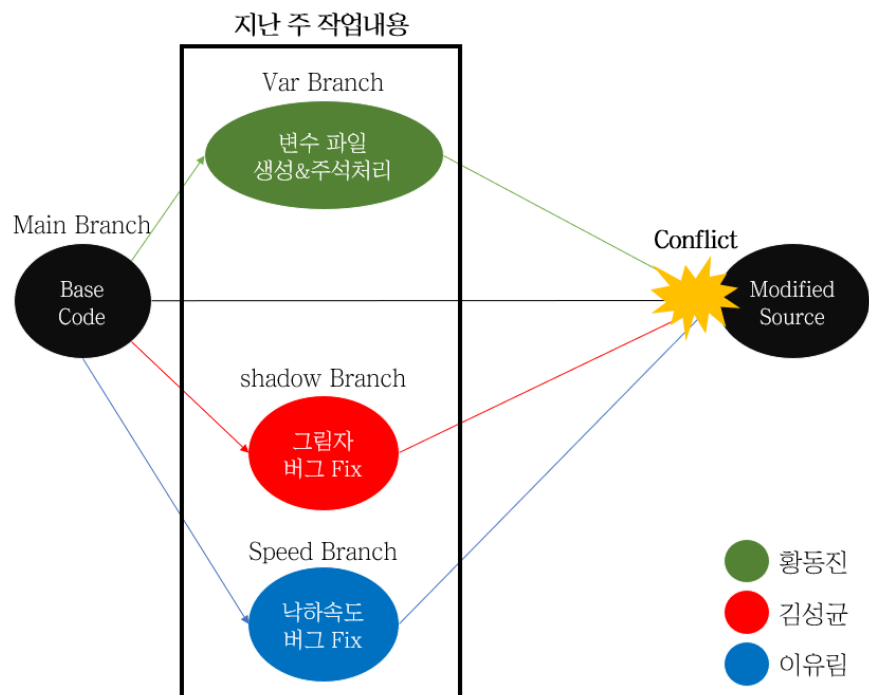 지난 주 작업내용
Var Branch
변수 파일
생성&주석처리
Main Branch
Base
Code
Conflict
Modified
Source
shadow Branch
그림자
버그 Fix
Speed Branch
낙하속도
버그 Fix
황동진
김성균
이유림